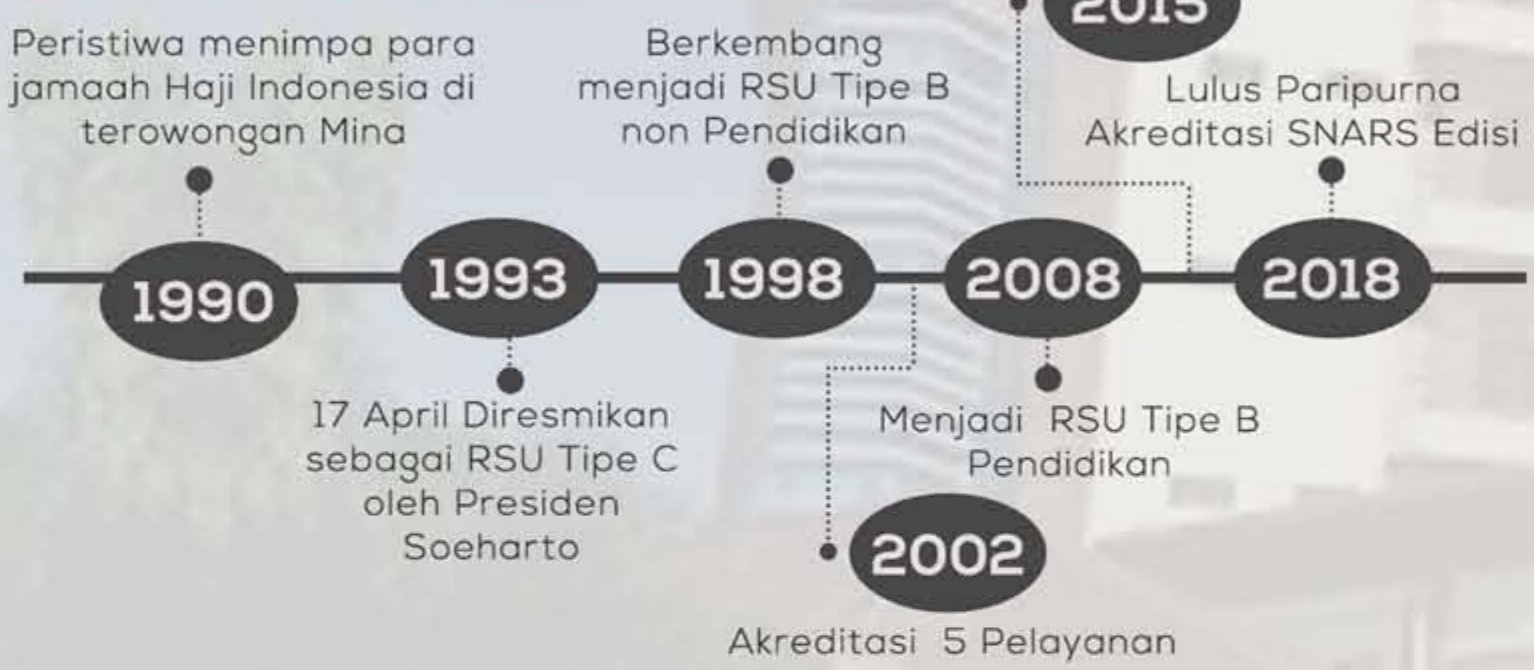 2015
Peristiwa menimpa para
jamaah Haji Indonesia di
terowongan Mina
Berkembang
menjadi RSU Tipe B
non Pendidikan
Lulus Paripurna
Akreditasi SNARS Edisi
1990
1993
1998
2008
2018
17 April Diresmikan
sebagai RSU Tipe C
oleh Presiden
Soeharto
Menjadi RSU Tipe B
Pendidikan
2002
Akreditasi 5 Pelayanan